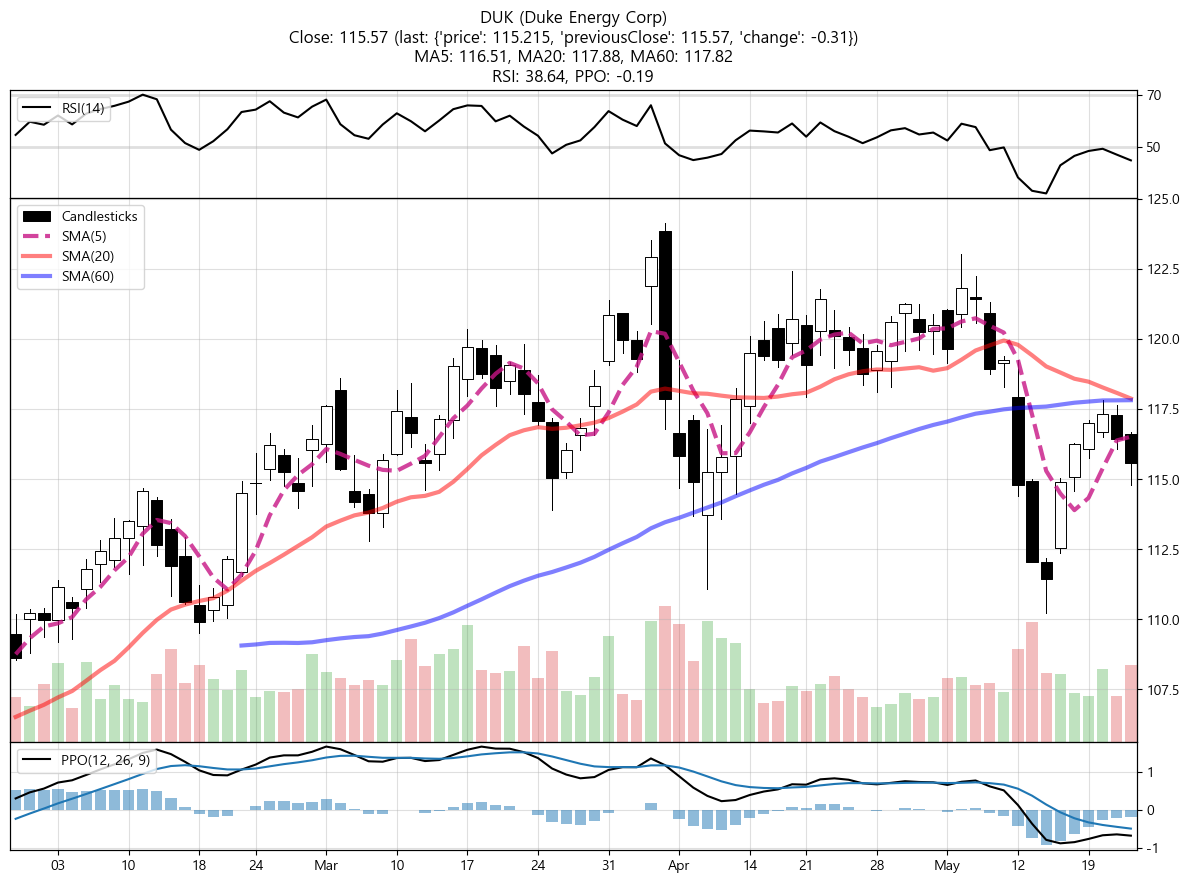 DUK (Duke Energy Corp)
Close: 115.57 (last: {'price': 115.215, 'previousClose': 115.57, 'change': -0.31})
MA5: 116.51, MA20: 117.88, MA60: 117.82
RSI: 38.64, PPO: -0.19
RSI(14)
70
50
Candlesticks
SMA(5)
SMA(20)
SMA(60)
125.0
122.5
120.0
117.5
115.0
112.5
110.0
107.5
PPO(12, 26, 9)
1
0
-1
03 10 18 24 Mar 10 17 24 31 Apr 14 21 28 May 12 19